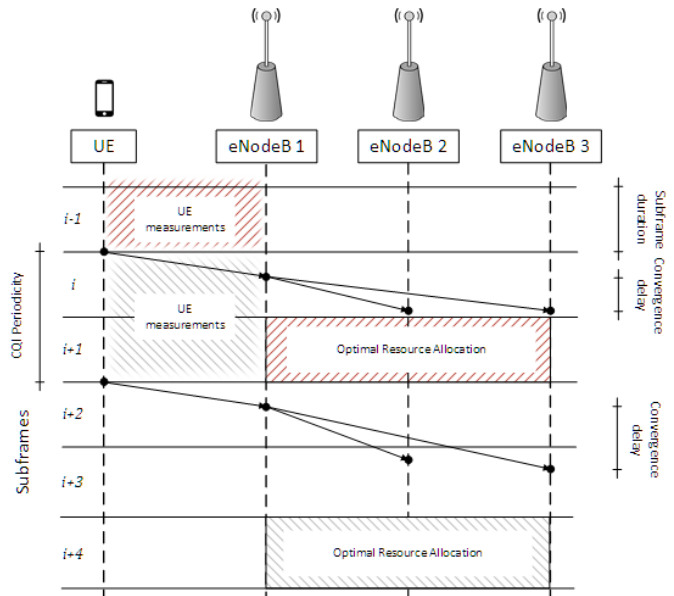 UE
eNodeB 1
eNodeB 2
eNodeB 3
i-1
UE
measurements
Subframe
duration
i
UE
measurements
Convergence
delay
CQI Periodicity
i+1
Optimal Resource Allocation
i+2
Convergence
delay
Subframes
i+3
i+4
Optimal Resource Allocation